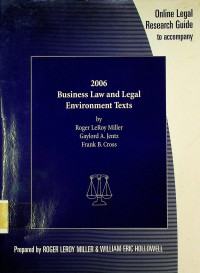 Online Legal
Research Guide
to accompany
2006
Business Law and Legal
Environment Texts
by
Roger LeRoy Miller
Gaylord A. Jentz
Frank B. Cross
Prepared by ROGER LEROY MILLER & WILLIAM ERIC HOLLOWELL